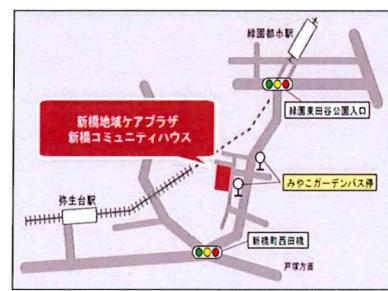 緑園都市駅
緑園東田谷公園入口
新橋地域ケアプラザ
新橋コミュニティハウス
みやこガーデンバス停
弥生台駅
新橋町西田橋
戸塚方面